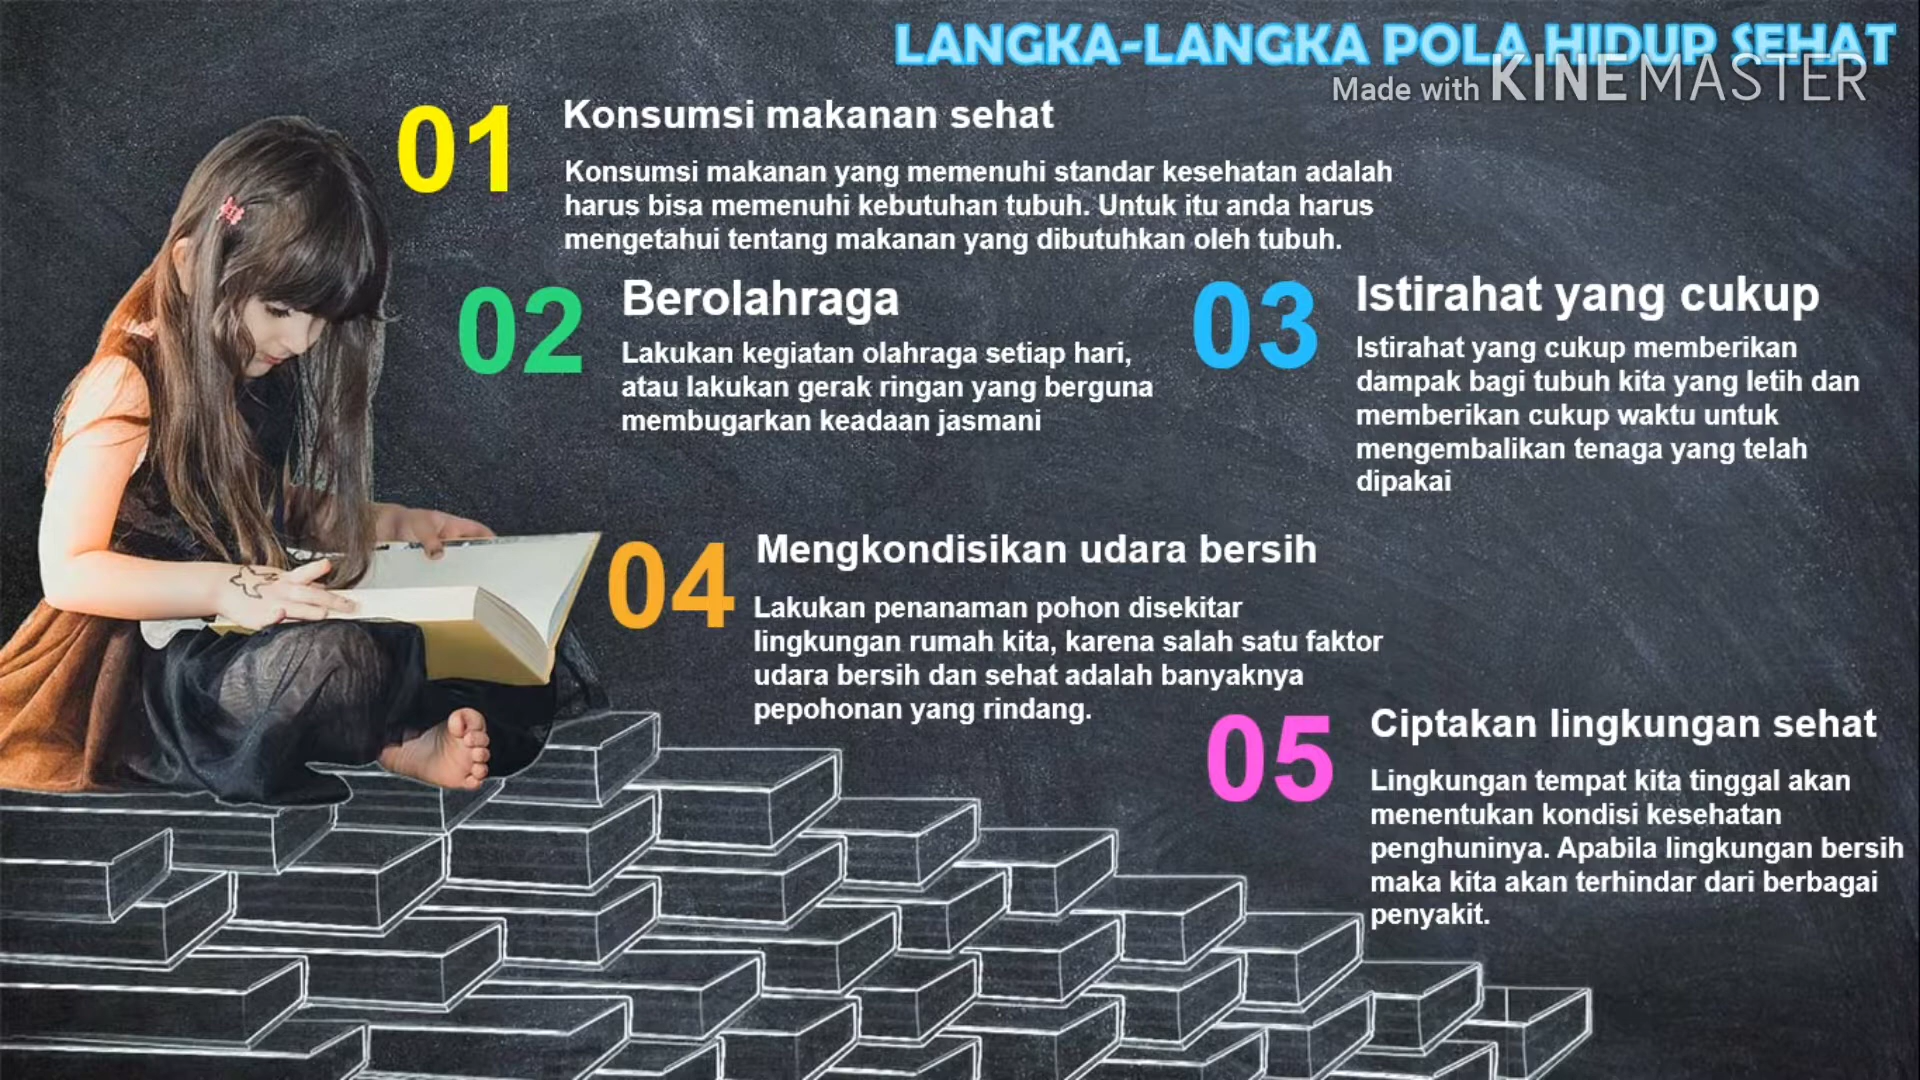 LANGKA-LANGKA POLA HIDUP SEHAT
Made with KINEMASTER
01
Konsumsi makanan sehat
Konsumsi makanan yang memenuhi standar kesehatan adalah
harus bisa memenuhi kebutuhan tubuh. Untuk itu anda harus
mengetahui tentang makanan yang dibutuhkan oleh tubuh.
02
Berolahraga
Lakukan kegiatan olahraga setiap hari,
atau lakukan gerak ringan yang berguna
membugarkan keadaan jasmani
03
Istirahat yang cukup
Istirahat yang cukup memberikan
dampak bagi tubuh kita yang letih dan
memberikan cukup waktu untuk
mengembalikan tenaga yang telah
dipakai
04
Mengkondisikan udara bersih
Lakukan penanaman pohon disekitar
lingkungan rumah kita, karena salah satu faktor
udara bersih dan sehat adalah banyaknya
pepohonan yang rindang.
05
Ciptakan lingkungan sehat
Lingkungan tempat kita tinggal akan
menentukan kondisi kesehatan
penghuninya. Apabila lingkungan bersih
maka kita akan terhindar dari berbagai
penyakit.